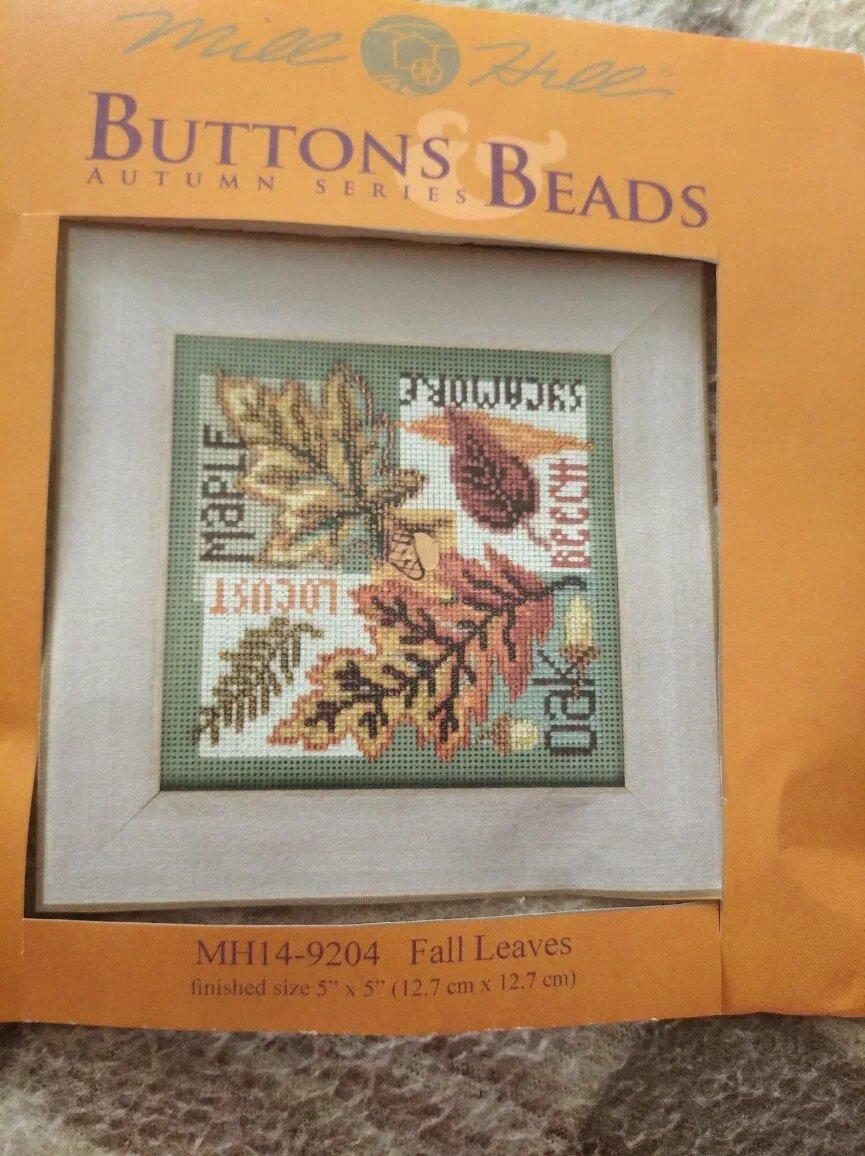 Mill Hill®
BUTTONS & BEADS
AUTUMN SERIES
SYCAMORE
MAPLE
BEECH
LOCUST
Oak
MH14-9204 Fall Leaves
finished size 5” x 5” (12.7 cm x 12.7 cm)